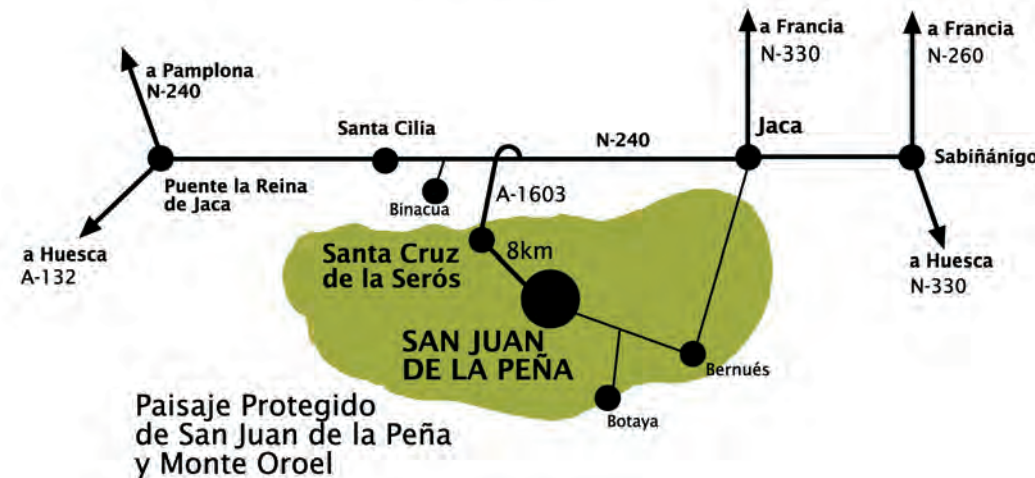 a Pamplona
N-240
Santa Cilia
N-240
a Francia
N-330
a Francia
N-260
Jaca
Sabiñánigo
Puente la Reina
de Jaca
Binacua
A-1603
a Huesca
A-132
Santa Cruz
de la Serós
8km
a Huesca
N-330
SAN JUAN
DE LA PEÑA
Bernués
Botaya
Paisaje Protegido
de San Juan de la Peña
y Monte Oroel